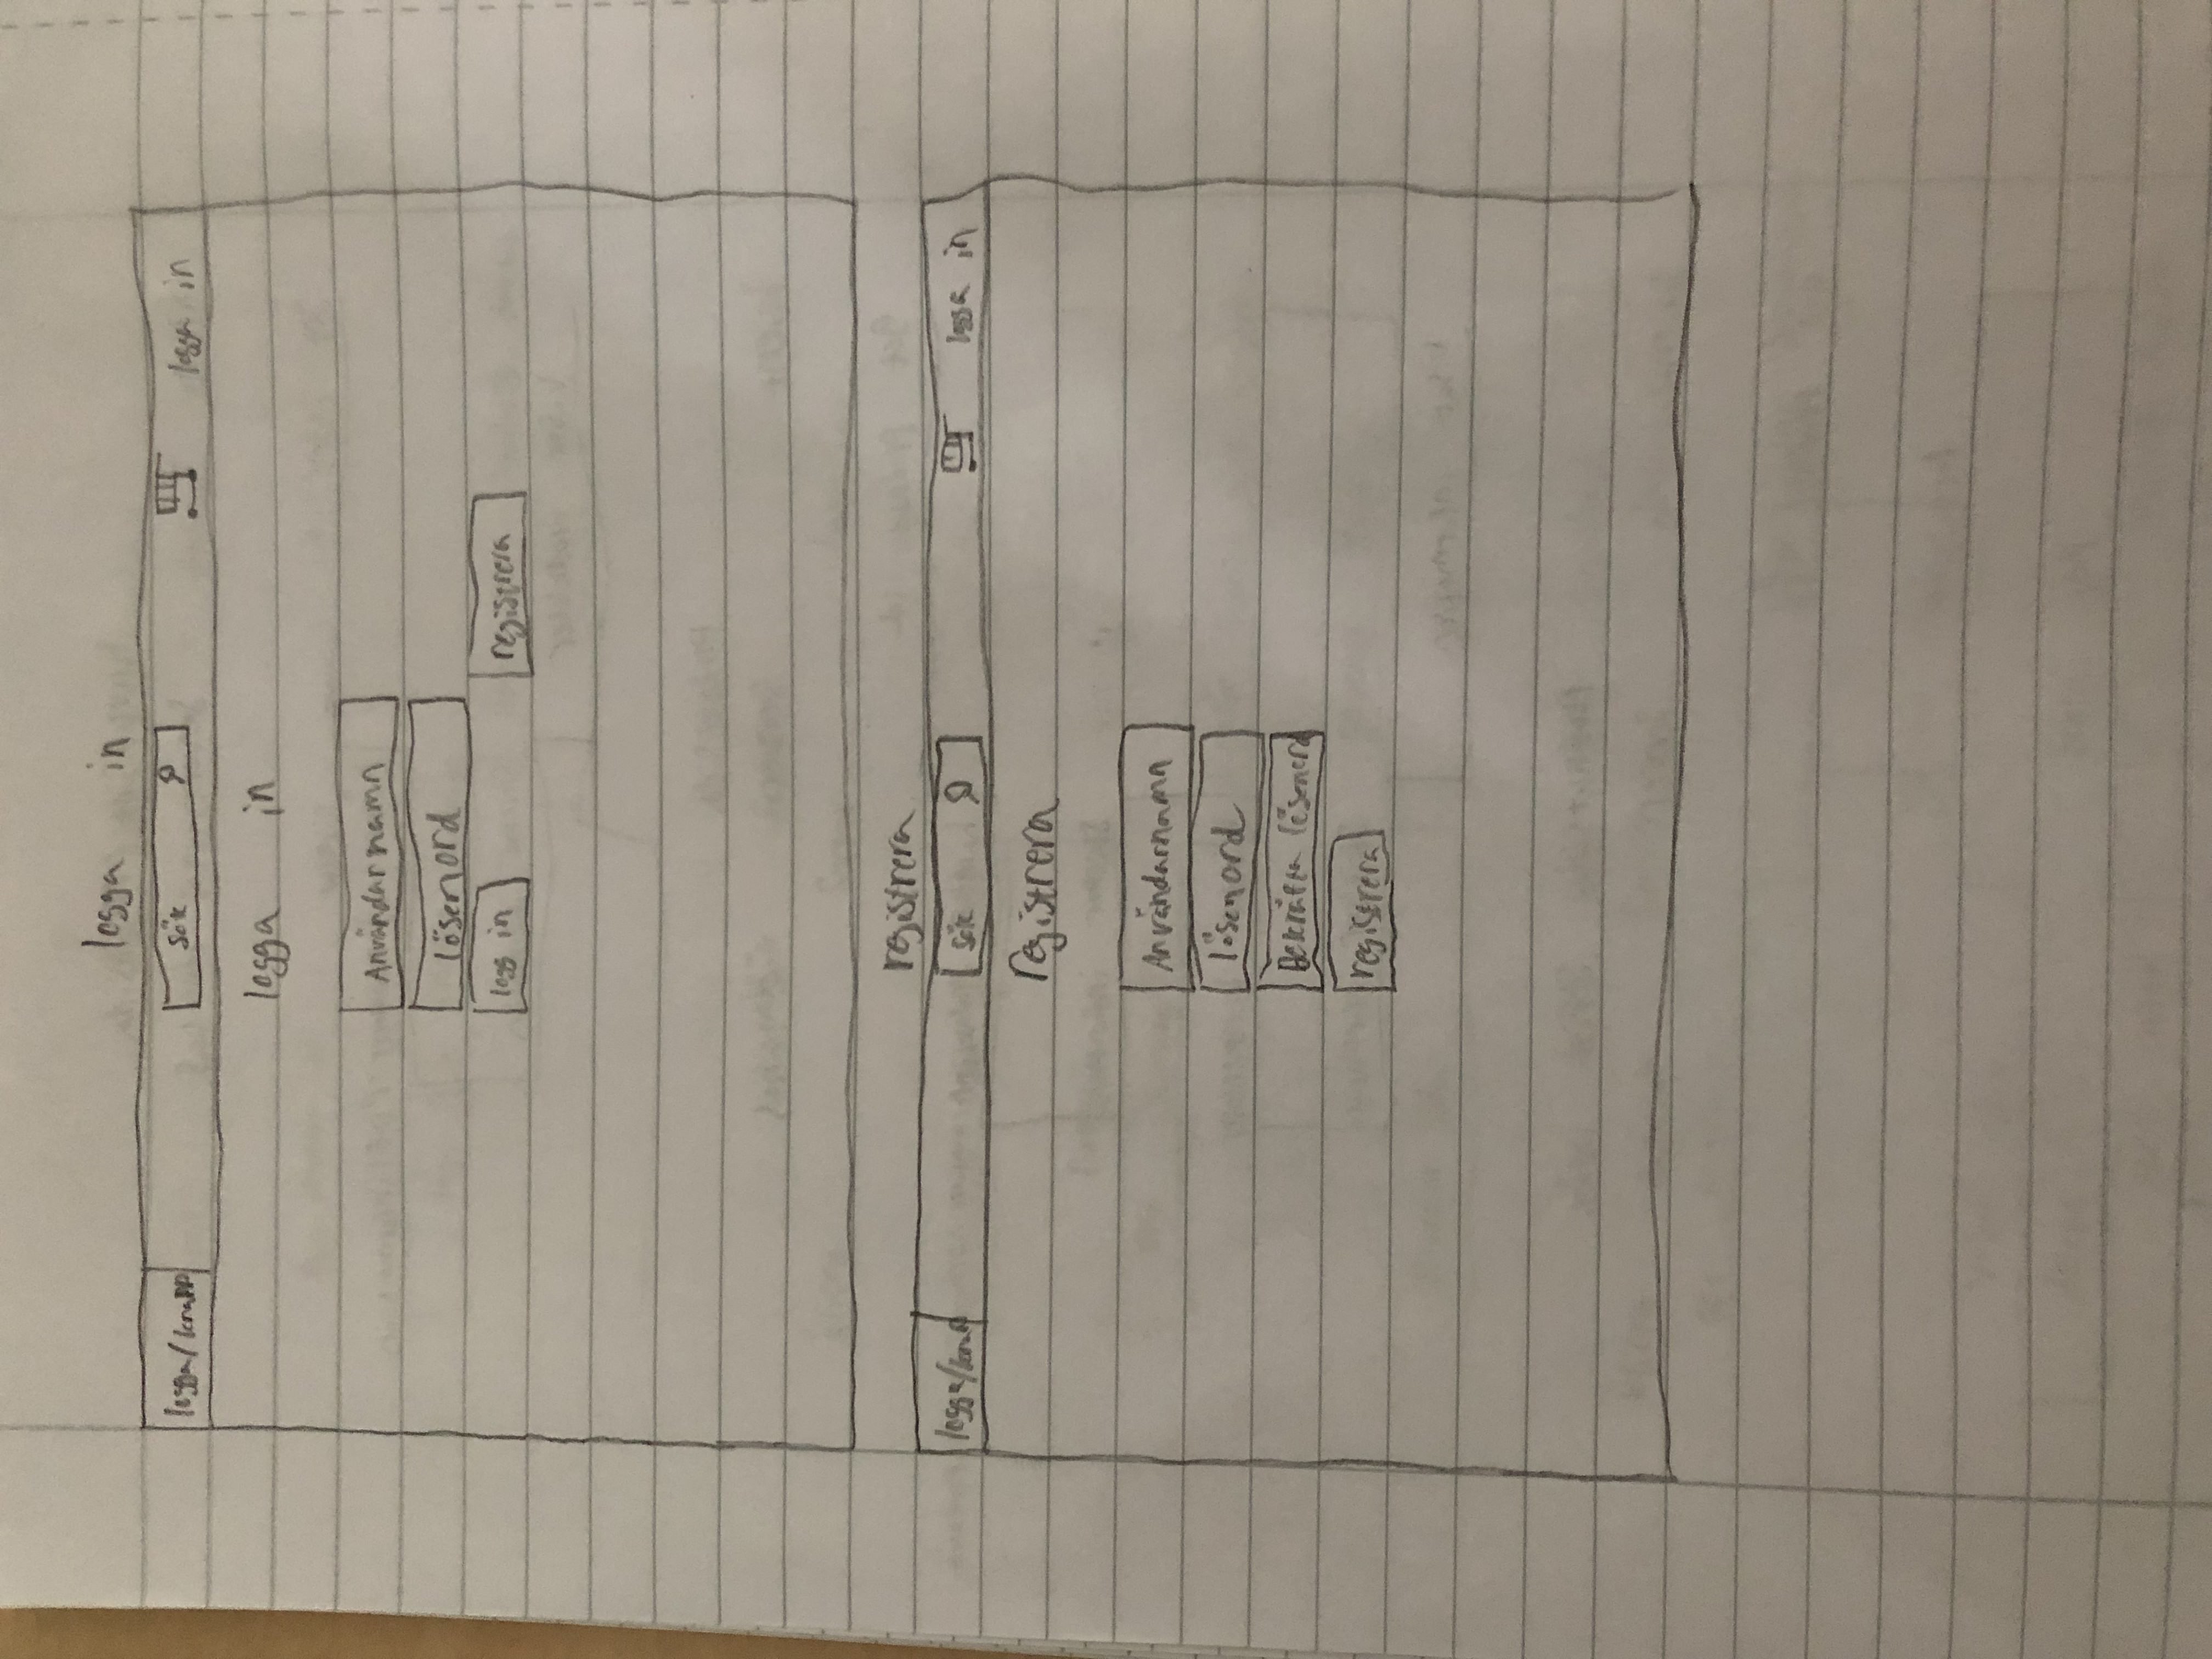 logga in
logga/knapp sök logga in
logga in
Användarnamn
lösenord
logg in registrera
registrera
logga/knapp sök logga in
registrera
Användarnamn
lösenord
Bekräfta lösenord
registrera